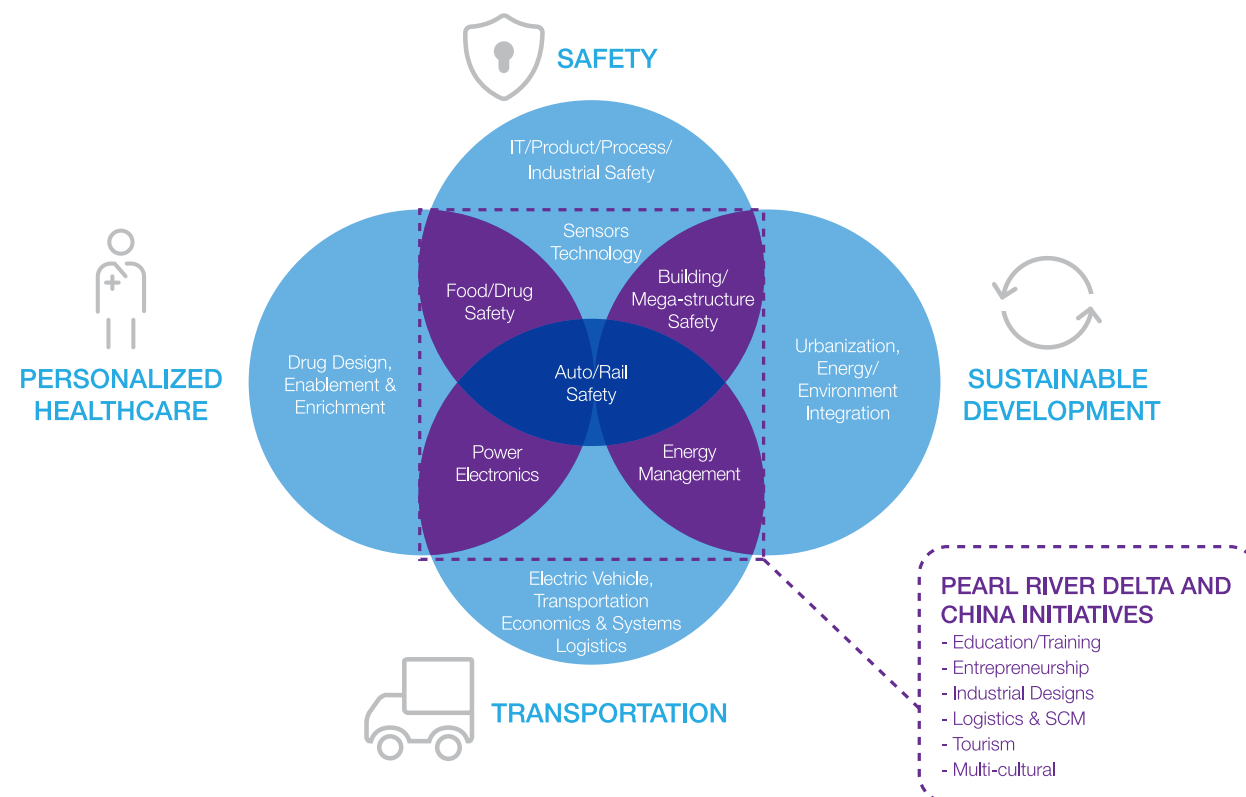 SAFETY
IT/Product/Process/
Industrial Safety
Sensors
Technology
Food/Drug
Safety
Building/
Mega-structure
Safety
PERSONALIZED
HEALTHCARE
Drug Design,
Enablement &
Enrichment
Auto/Rail
Safety
Urbanization,
Energy/
Environment
Integration
SUSTAINABLE
DEVELOPMENT
Power
Electronics
Energy
Management
Electric Vehicle,
Transportation
Economics & Systems
Logistics
TRANSPORTATION
PEARL RIVER DELTA AND
CHINA INITIATIVES
- Education/Training
- Entrepreneurship
- Industrial Designs
- Logistics & SCM
- Tourism
- Multi-cultural